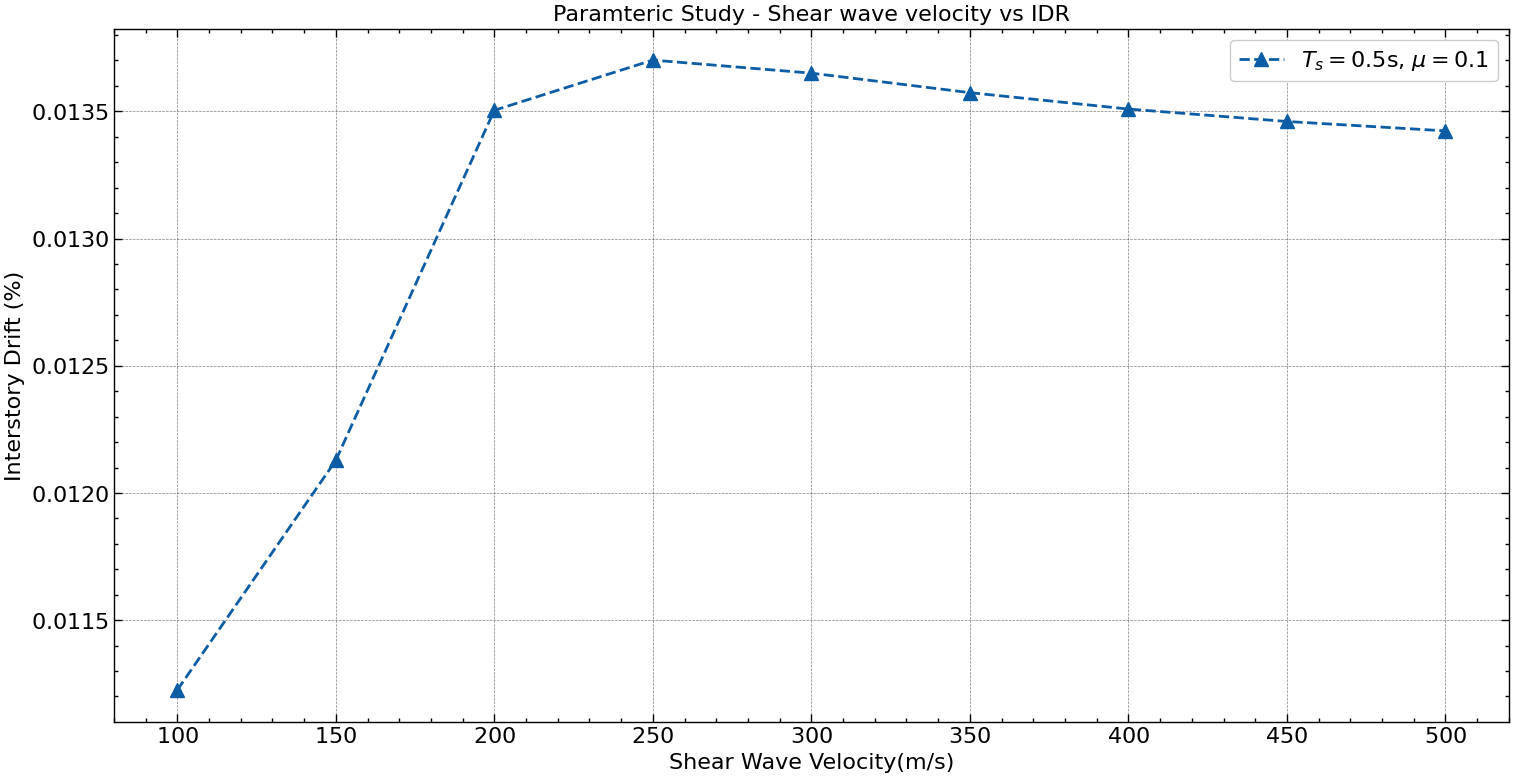 Paramteric Study - Shear wave velocity vs IDR
Tₛ = 0.5s, μ = 0.1
Interstory Drift (%)
0.0135
0.0130
0.0125
0.0120
0.0115
100 150 200 250 300 350 400 450 500
Shear Wave Velocity(m/s)